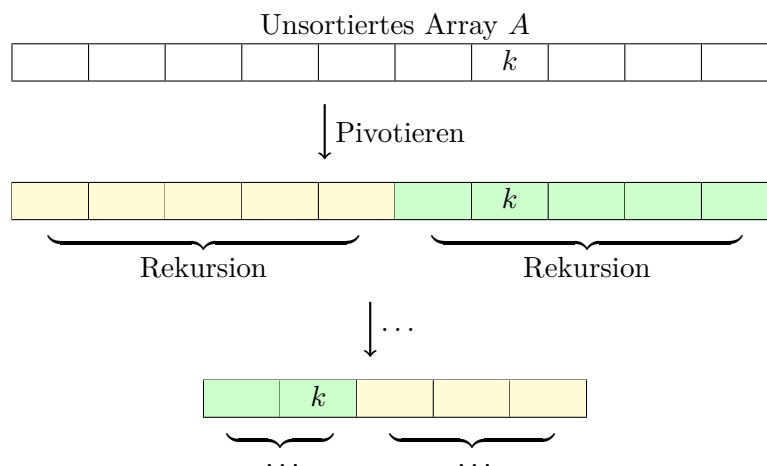 Unsortiertes Array A
k
Pivotieren
k
Rekursion Rekursion
...
k
... ...